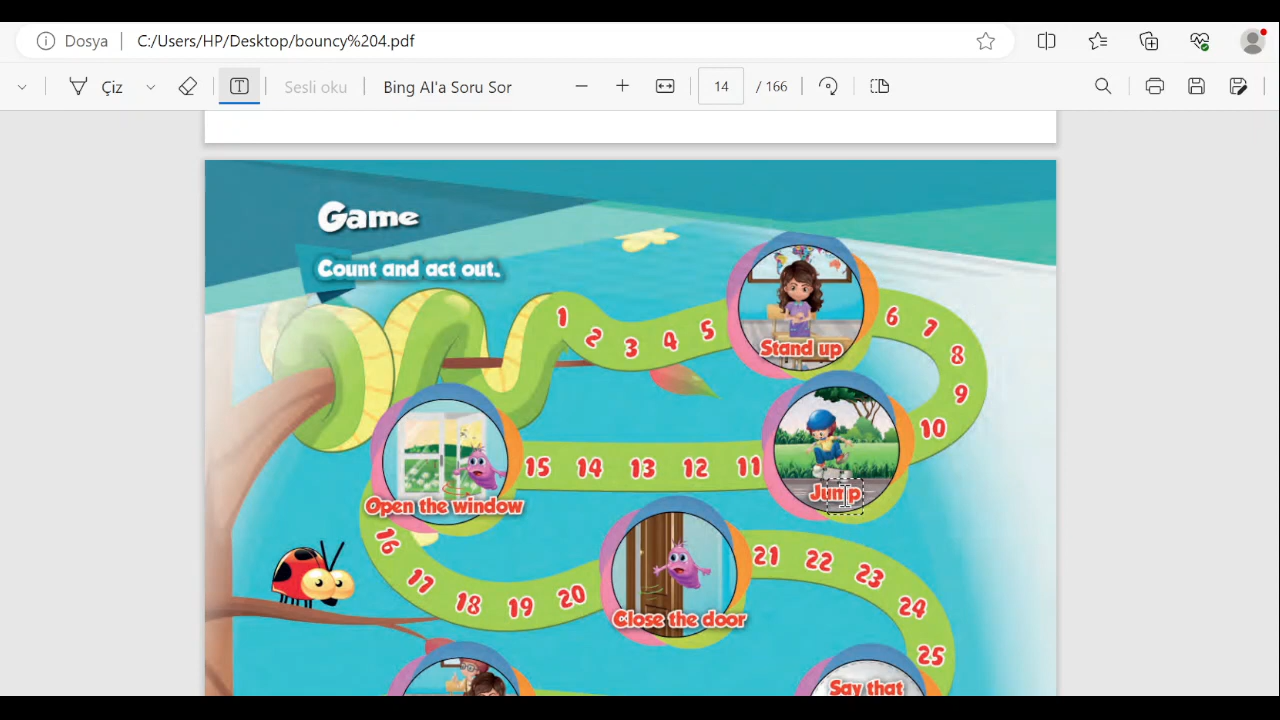 Dosya C:/Users/HP/Desktop/bouncy%204.pdf
Çiz Sesli oku Bing AI'a Soru Sor 14 / 166
Game
Count and act out.
1 2 3 4 5
Stand up
6 7 8 9 10
Jump
15 14 13 12 11
Open the window
16 17 18 19 20
Close the door
21 22 23 24 25
Say that